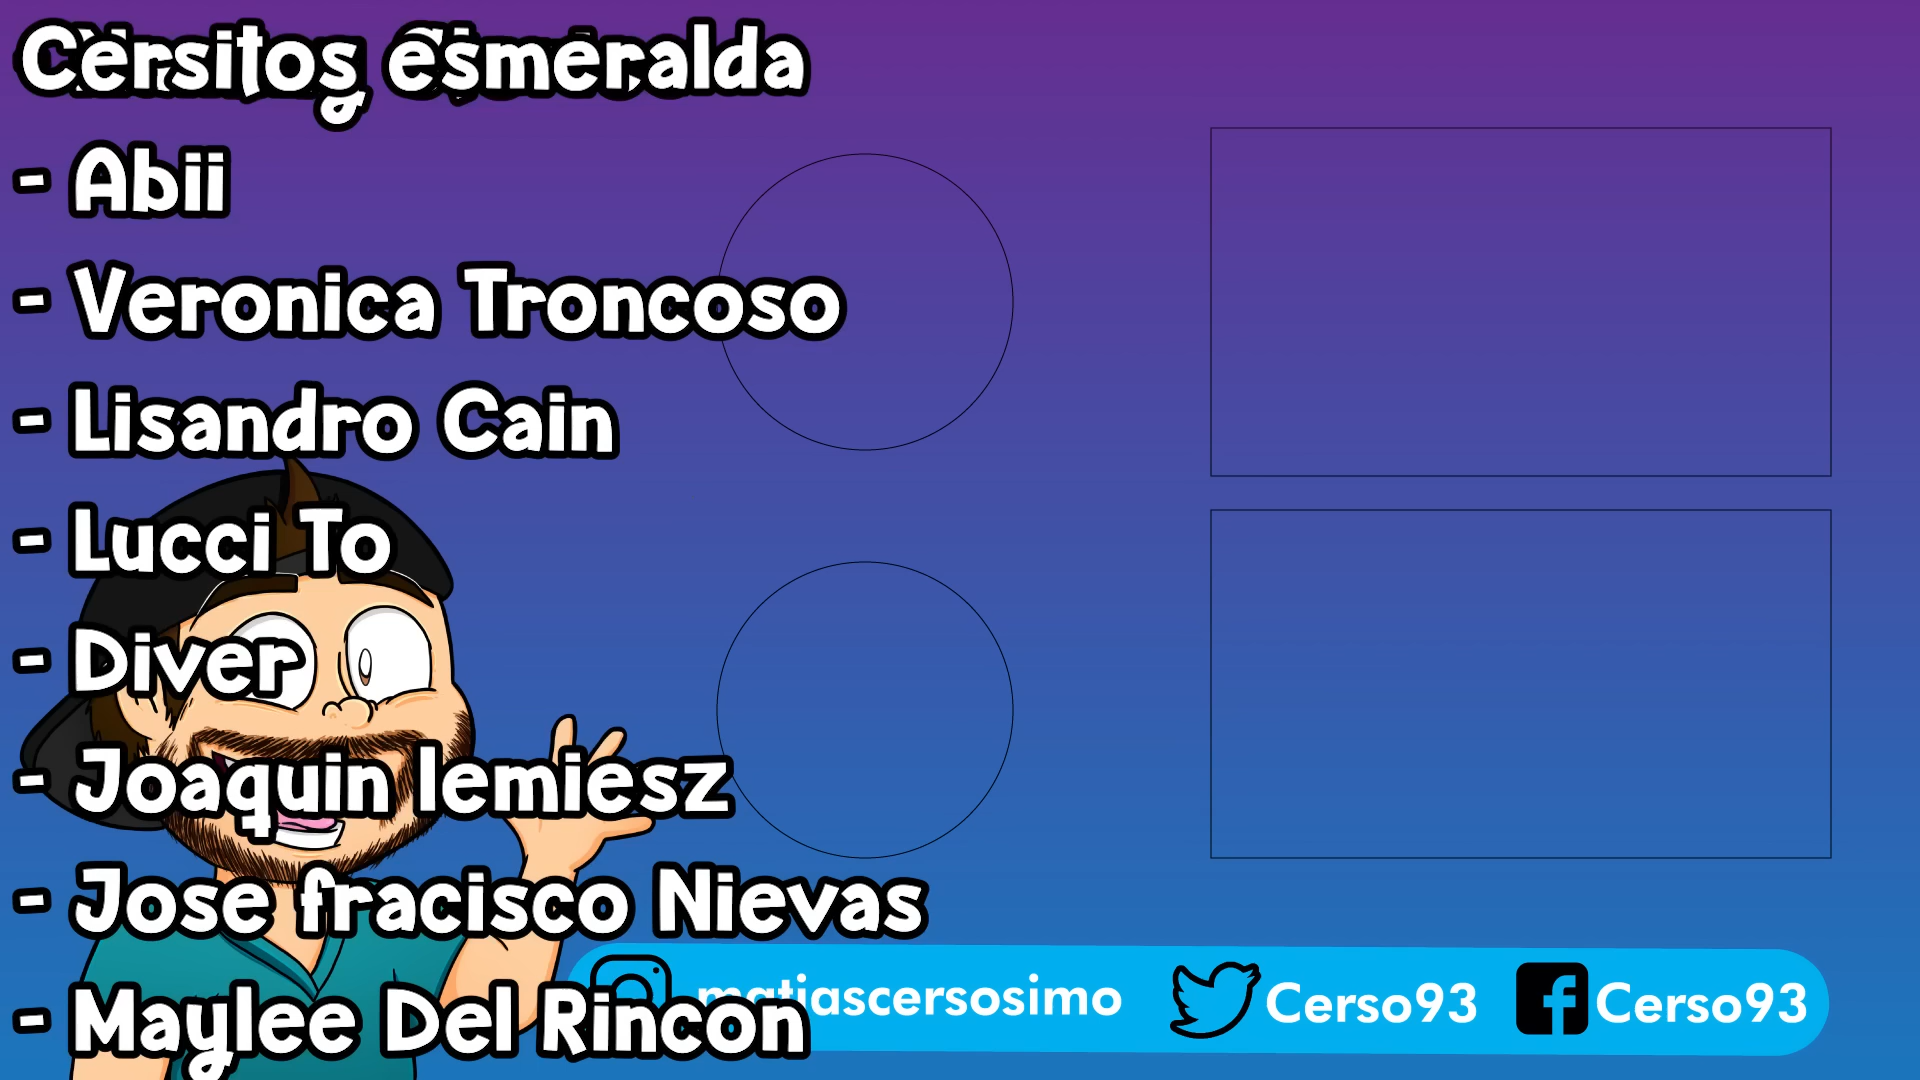 Cersitos esmeralda
- Abii
- Veronica Troncoso
- Lisandro Cain
- Lucci To
- Diver
- Joaquin lemiesz
- Jose fracisco Nievas
- Maylee Del Rincon
matiascersosimo
Cerso93
Cerso93